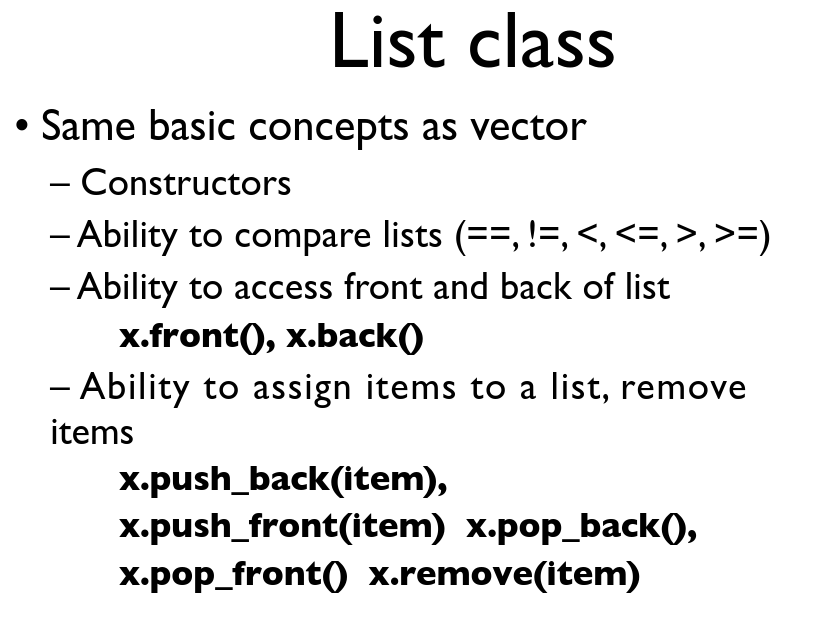 List class
• Same basic concepts as vector
– Constructors
– Ability to compare lists (==, !=, <, <=, >, >=)
– Ability to access front and back of list
x.front(), x.back()
– Ability to assign items to a list, remove
items
x.push_back(item),
x.push_front(item) x.pop_back(),
x.pop_front() x.remove(item)